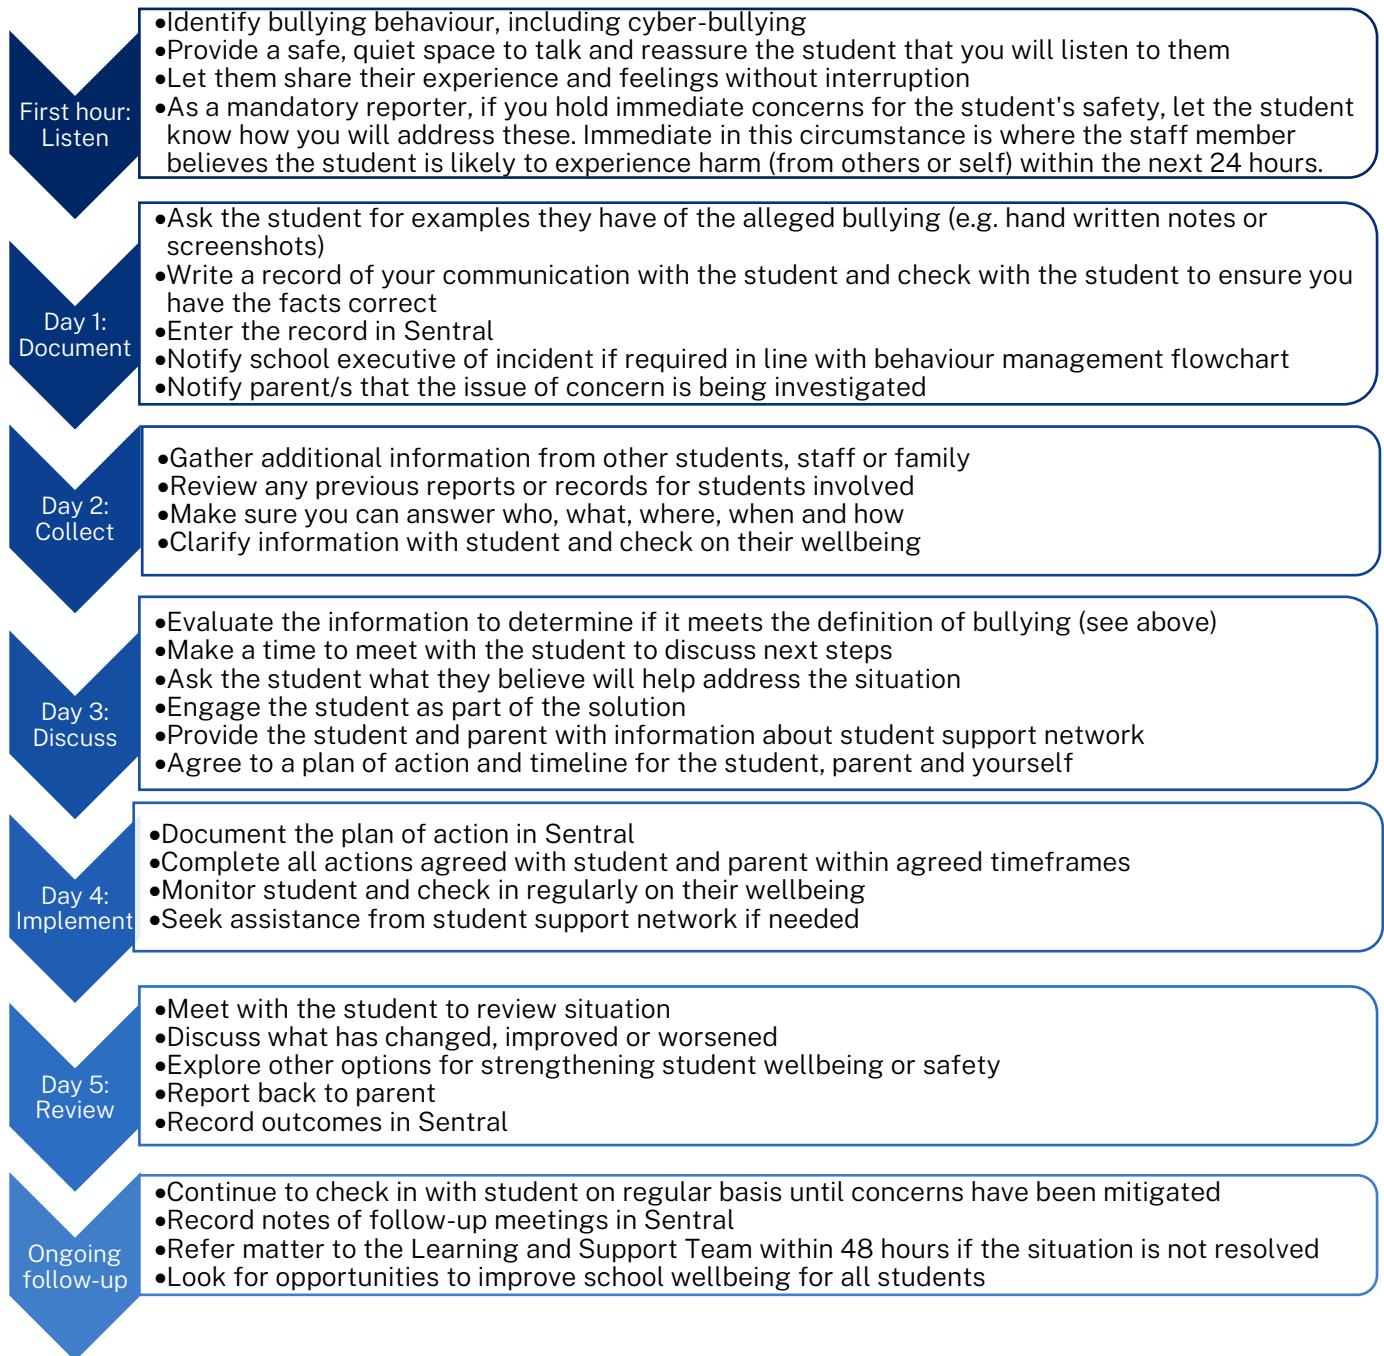 First hour:
Listen
•Identify bullying behaviour, including cyber-bullying
•Provide a safe, quiet space to talk and reassure the student that you will listen to them
•Let them share their experience and feelings without interruption
•As a mandatory reporter, if you hold immediate concerns for the student's safety, let the student
know how you will address these. Immediate in this circumstance is where the staff member
believes the student is likely to experience harm (from others or self) within the next 24 hours.
Day 1:
Document
•Ask the student for examples they have of the alleged bullying (e.g. hand written notes or
screenshots)
•Write a record of your communication with the student and check with the student to ensure you
have the facts correct
•Enter the record in Sentral
•Notify school executive of incident if required in line with behaviour management flowchart
•Notify parent/s that the issue of concern is being investigated
Day 2:
Collect
•Gather additional information from other students, staff or family
•Review any previous reports or records for students involved
•Make sure you can answer who, what, where, when and how
•Clarify information with student and check on their wellbeing
Day 3:
Discuss
•Evaluate the information to determine if it meets the definition of bullying (see above)
•Make a time to meet with the student to discuss next steps
•Ask the student what they believe will help address the situation
•Engage the student as part of the solution
•Provide the student and parent with information about student support network
•Agree to a plan of action and timeline for the student, parent and yourself
Day 4:
Implement
•Document the plan of action in Sentral
•Complete all actions agreed with student and parent within agreed timeframes
•Monitor student and check in regularly on their wellbeing
•Seek assistance from student support network if needed
Day 5:
Review
•Meet with the student to review situation
•Discuss what has changed, improved or worsened
•Explore other options for strengthening student wellbeing or safety
•Report back to parent
•Record outcomes in Sentral
Ongoing
follow-up
•Continue to check in with student on regular basis until concerns have been mitigated
•Record notes of follow-up meetings in Sentral
•Refer matter to the Learning and Support Team within 48 hours if the situation is not resolved
•Look for opportunities to improve school wellbeing for all students